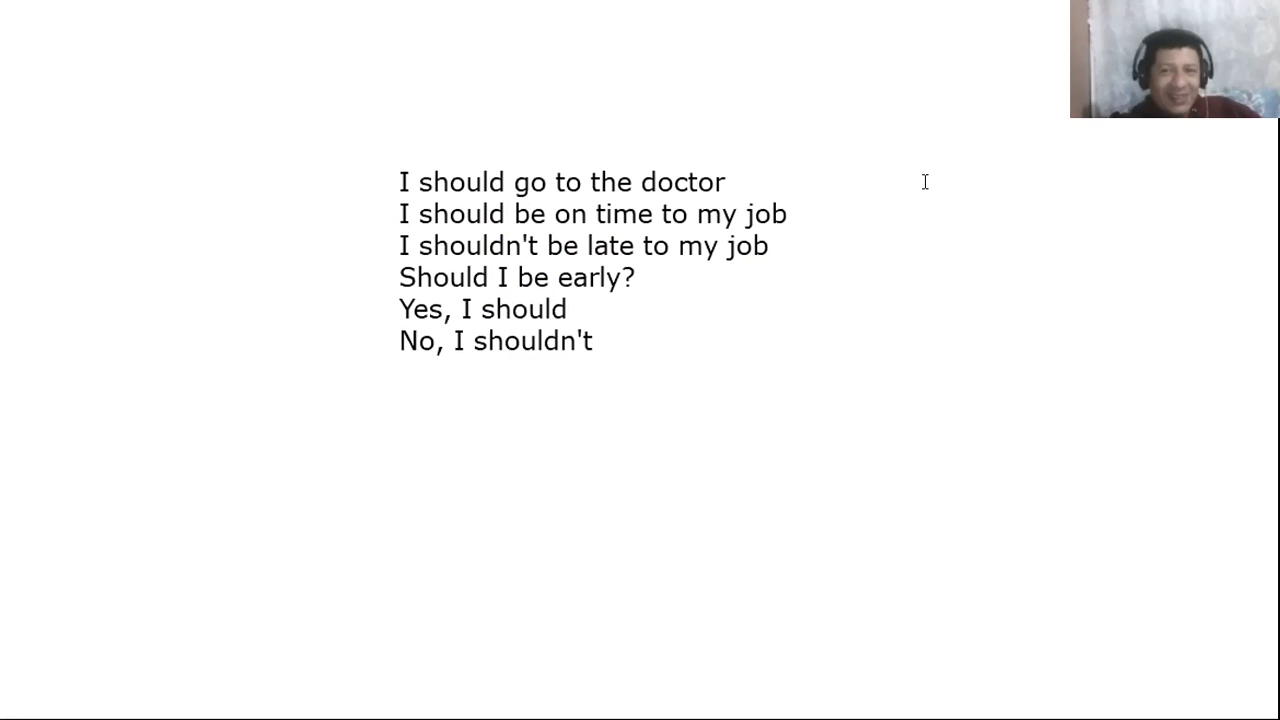 I should go to the doctor
I should be on time to my job
I shouldn't be late to my job
Should I be early?
Yes, I should
No, I shouldn't